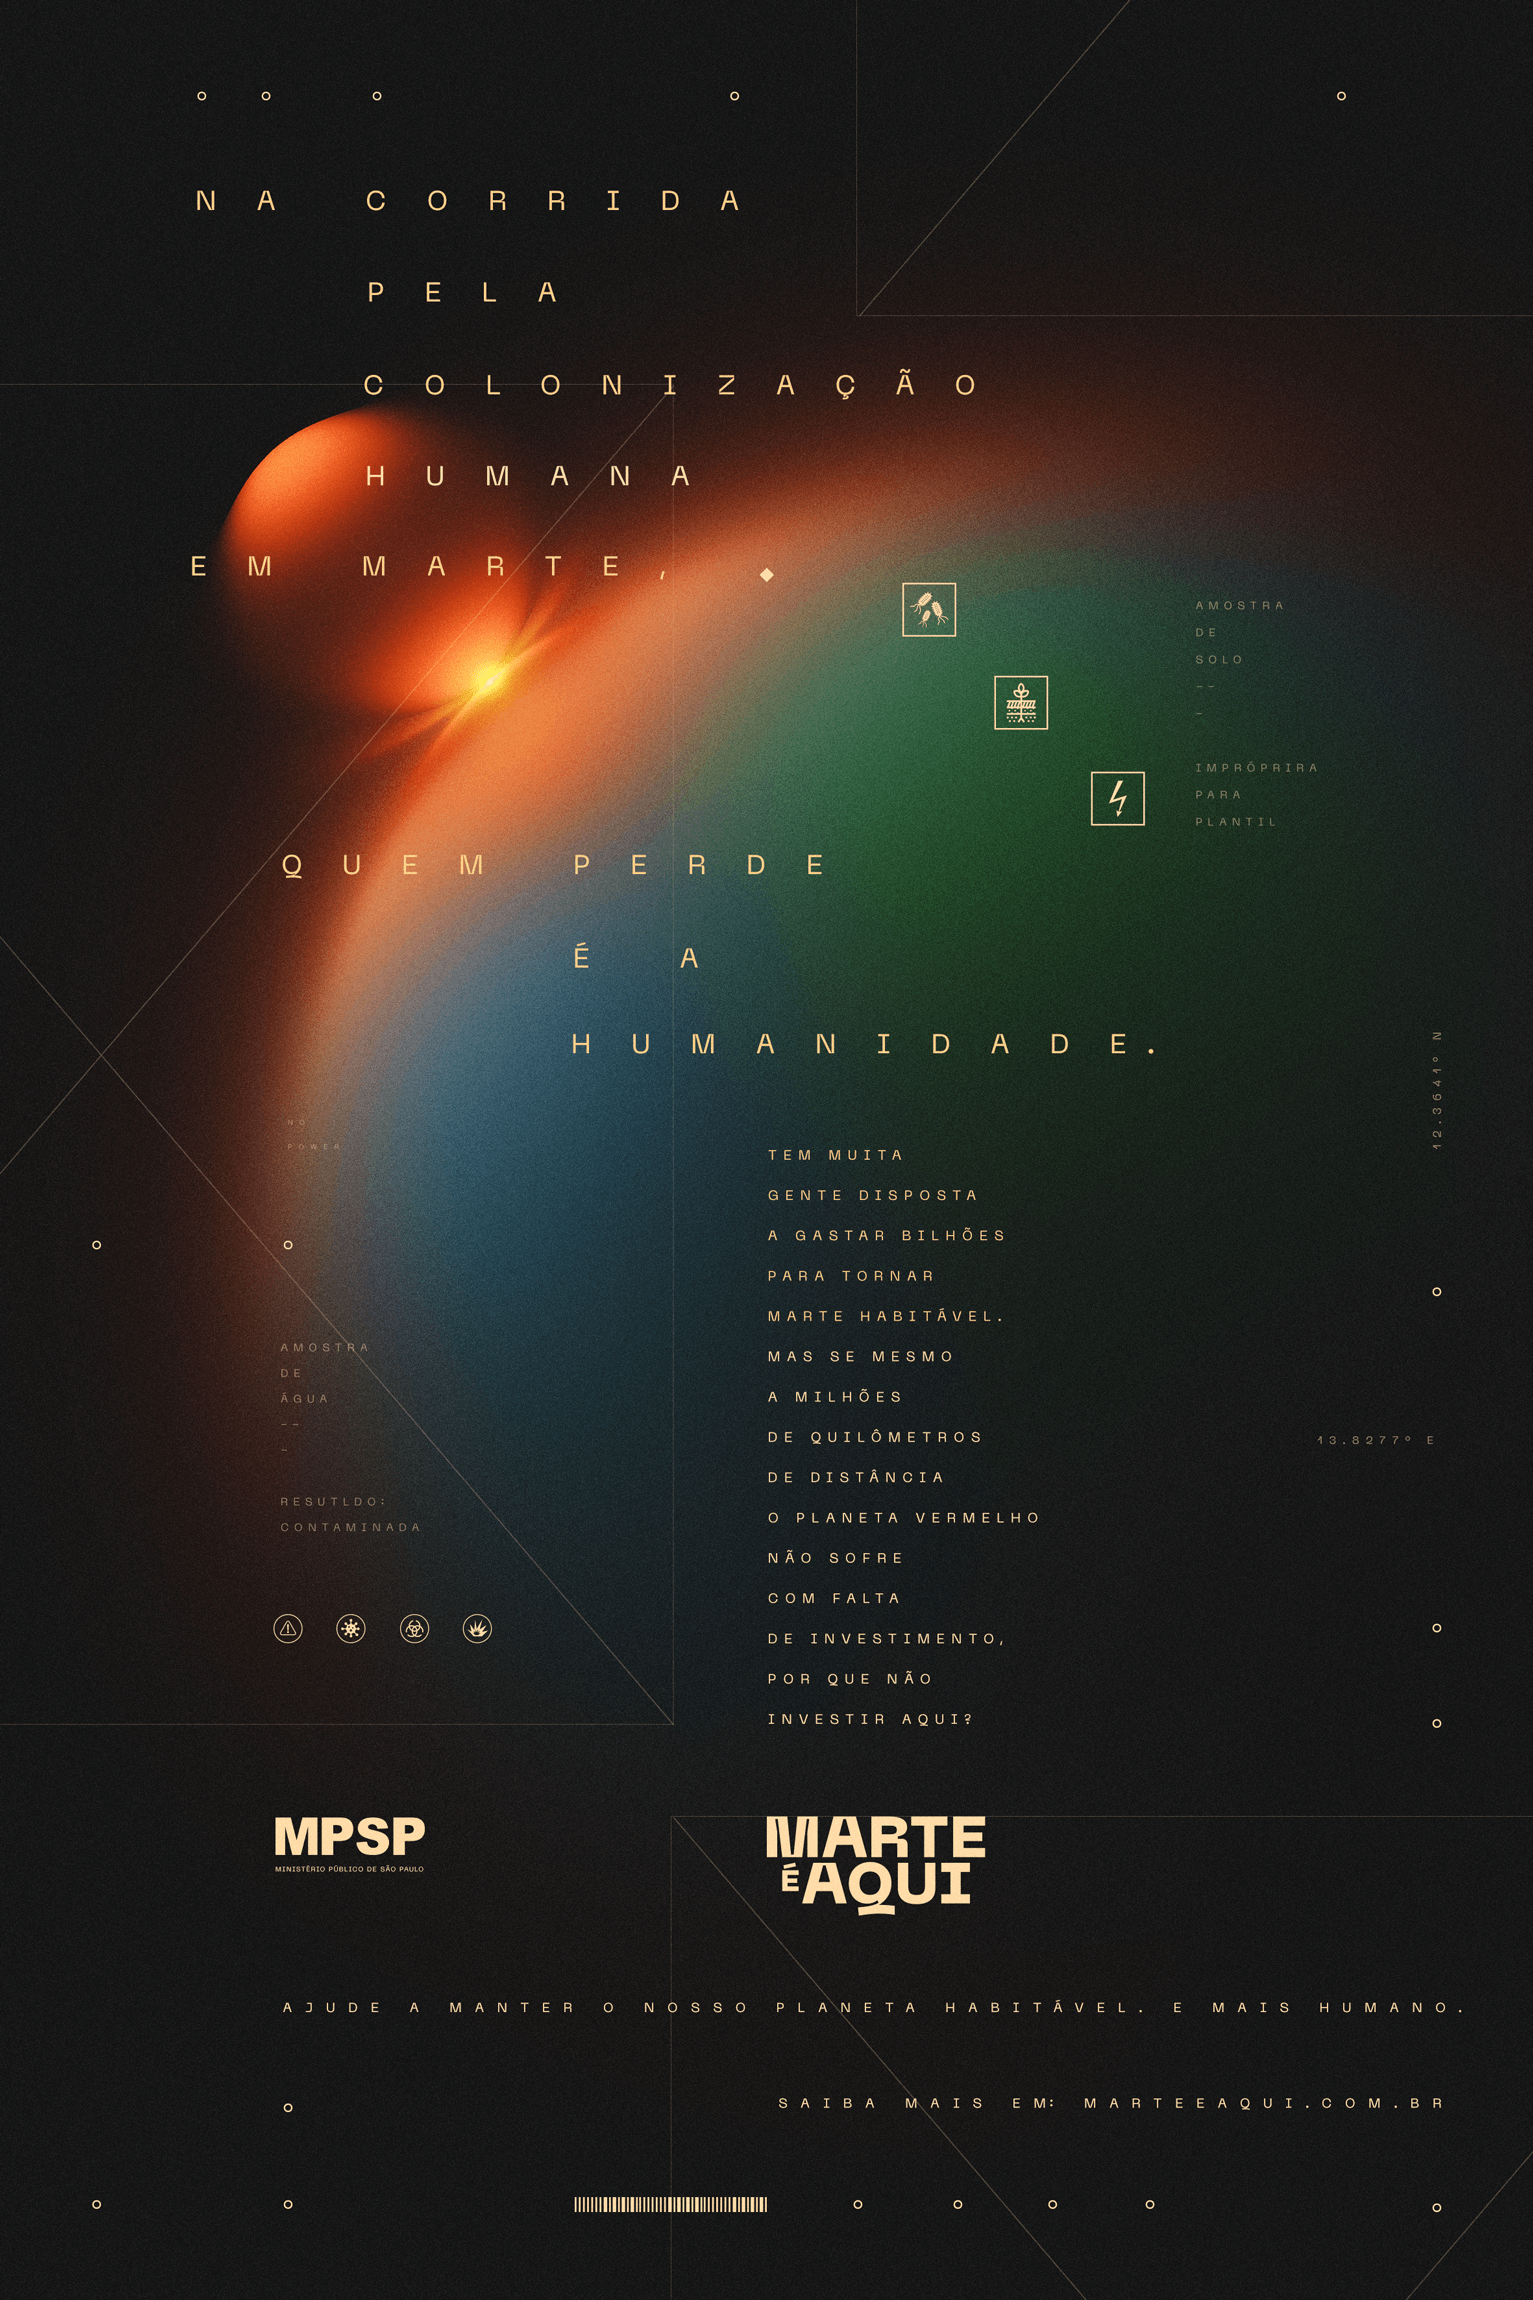 NA CORRIDA
PELA
COLONIZAÇÃO
HUMANA
EM MARTE,
AMOSTRA
DE
SOLO
--
-
IMPRÓPRIRA
PARA
PLANTIL
QUEM PERDE
É A
HUMANIDADE.
12.3641º N
NO
POWER
TEM MUITA
GENTE DISPOSTA
A GASTAR BILHÕES
PARA TORNAR
MARTE HABITÁVEL.
MAS SE MESMO
A MILHÕES
DE QUILÔMETROS
DE DISTÂNCIA
O PLANETA VERMELHO
NÃO SOFRE
COM FALTA
DE INVESTIMENTO,
POR QUE NÃO
INVESTIR AQUI?
13.8277º E
AMOSTRA
DE
ÁGUA
--
-
RESUTLDO:
CONTAMINADA
MPSP
MINISTÉRIO PÚBLICO DE SÃO PAULO
MARTE
É AQUI
AJUDE A MANTER O NOSSO PLANETA HABITÁVEL. E MAIS HUMANO.
SAIBA MAIS EM: MARTEEAQUI.COM.BR